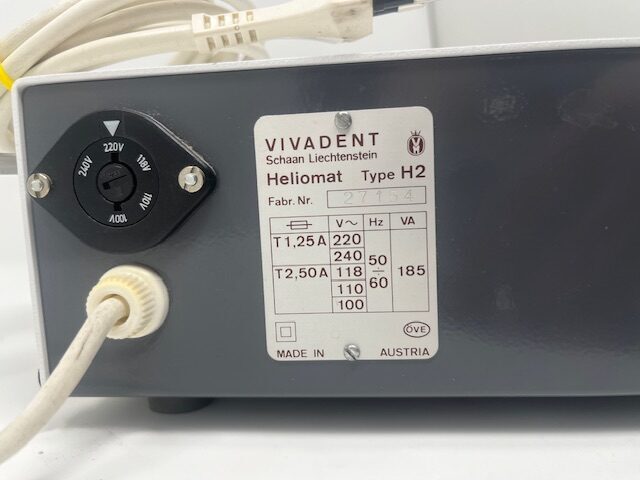 220V
240V
118V
110V
100V
VIVADENT
Schaan Liechtenstein
Heliomat Type H2
Fabr. Nr. 27154
V~ Hz VA
T1,25A 220
240
T2,50A 118
110
100
50
÷
60
185
ÖVE
MADE IN AUSTRIA